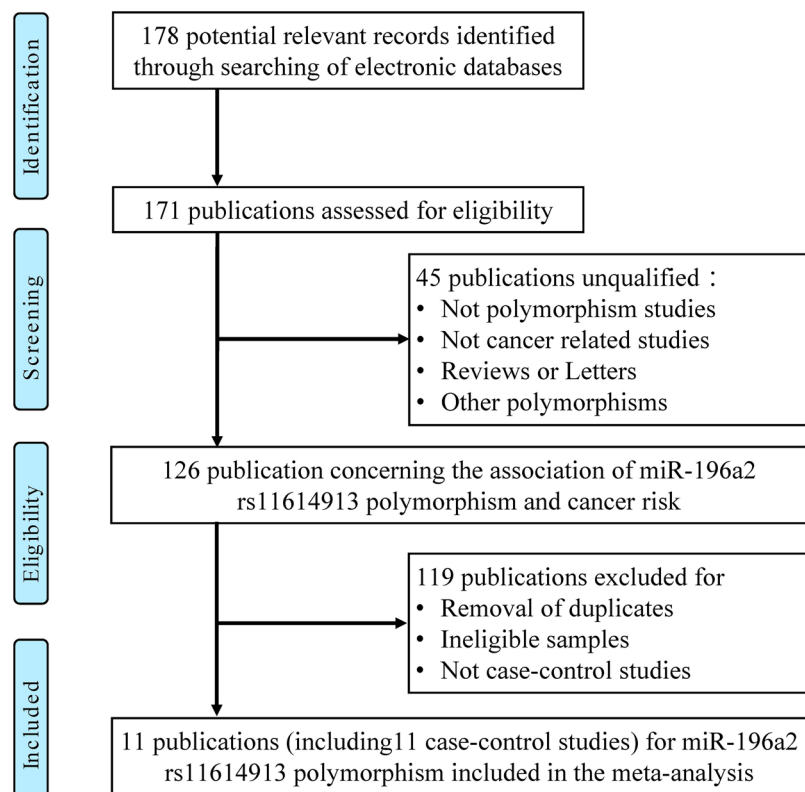 Identification
178 potential relevant records identified
through searching of electronic databases
171 publications assessed for eligibility
Screening
45 publications unqualified：
• Not polymorphism studies
• Not cancer related studies
• Reviews or Letters
• Other polymorphisms
Eligibility
126 publication concerning the association of miR-196a2
rs11614913 polymorphism and cancer risk
119 publications excluded for
• Removal of duplicates
• Ineligible samples
• Not case-control studies
Included
11 publications (including11 case-control studies) for miR-196a2
rs11614913 polymorphism included in the meta-analysis